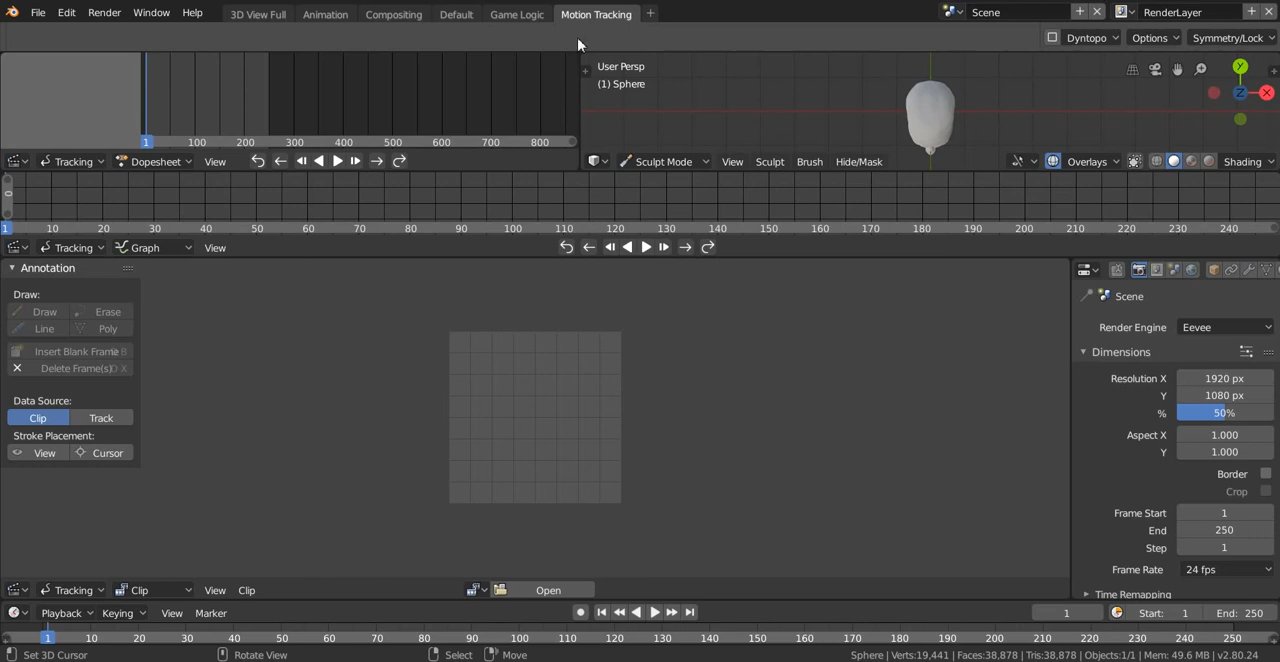 File Edit Render Window Help 3D View Full Animation Compositing Default Game Logic Motion Tracking Scene RenderLayer
Dyntopo Options Symmetry/Lock
User Persp
(1) Sphere
Y
Z
X
1 100 200 300 400 500 600 700 800
Tracking Dopesheet View Sculpt Mode View Sculpt Brush Hide/Mask Overlays Shading
0
1 10 20 30 40 50 60 70 80 90 100 110 120 130 140 150 160 170 180 190 200 210 220 230 240
Tracking Graph View
Annotation
Draw:
Draw Erase
Line Poly
Insert Blank Frame B
Delete Frame(s) X
Data Source:
Clip Track
Stroke Placement:
View Cursor
Scene
Render Engine Eevee
Dimensions
Resolution X 1920 px
Y 1080 px
% 50%
Aspect X 1.000
Y 1.000
Border
Crop
Frame Start 1
End 250
Step 1
Frame Rate 24 fps
Time Remapping
Tracking Clip View Clip Open
Playback Keying View Marker 1 Start: 1 End: 250
1 10 20 30 40 50 60 70 80 90 100 110 120 130 140 150 160 170 180 190 200 210 220 230 240 250
Set 3D Cursor Rotate View Select Move Sphere | Verts:19,441 | Faces:38,878 | Tris:38,878 | Objects:1/1 | Mem: 49.6 MB | v2.80.24